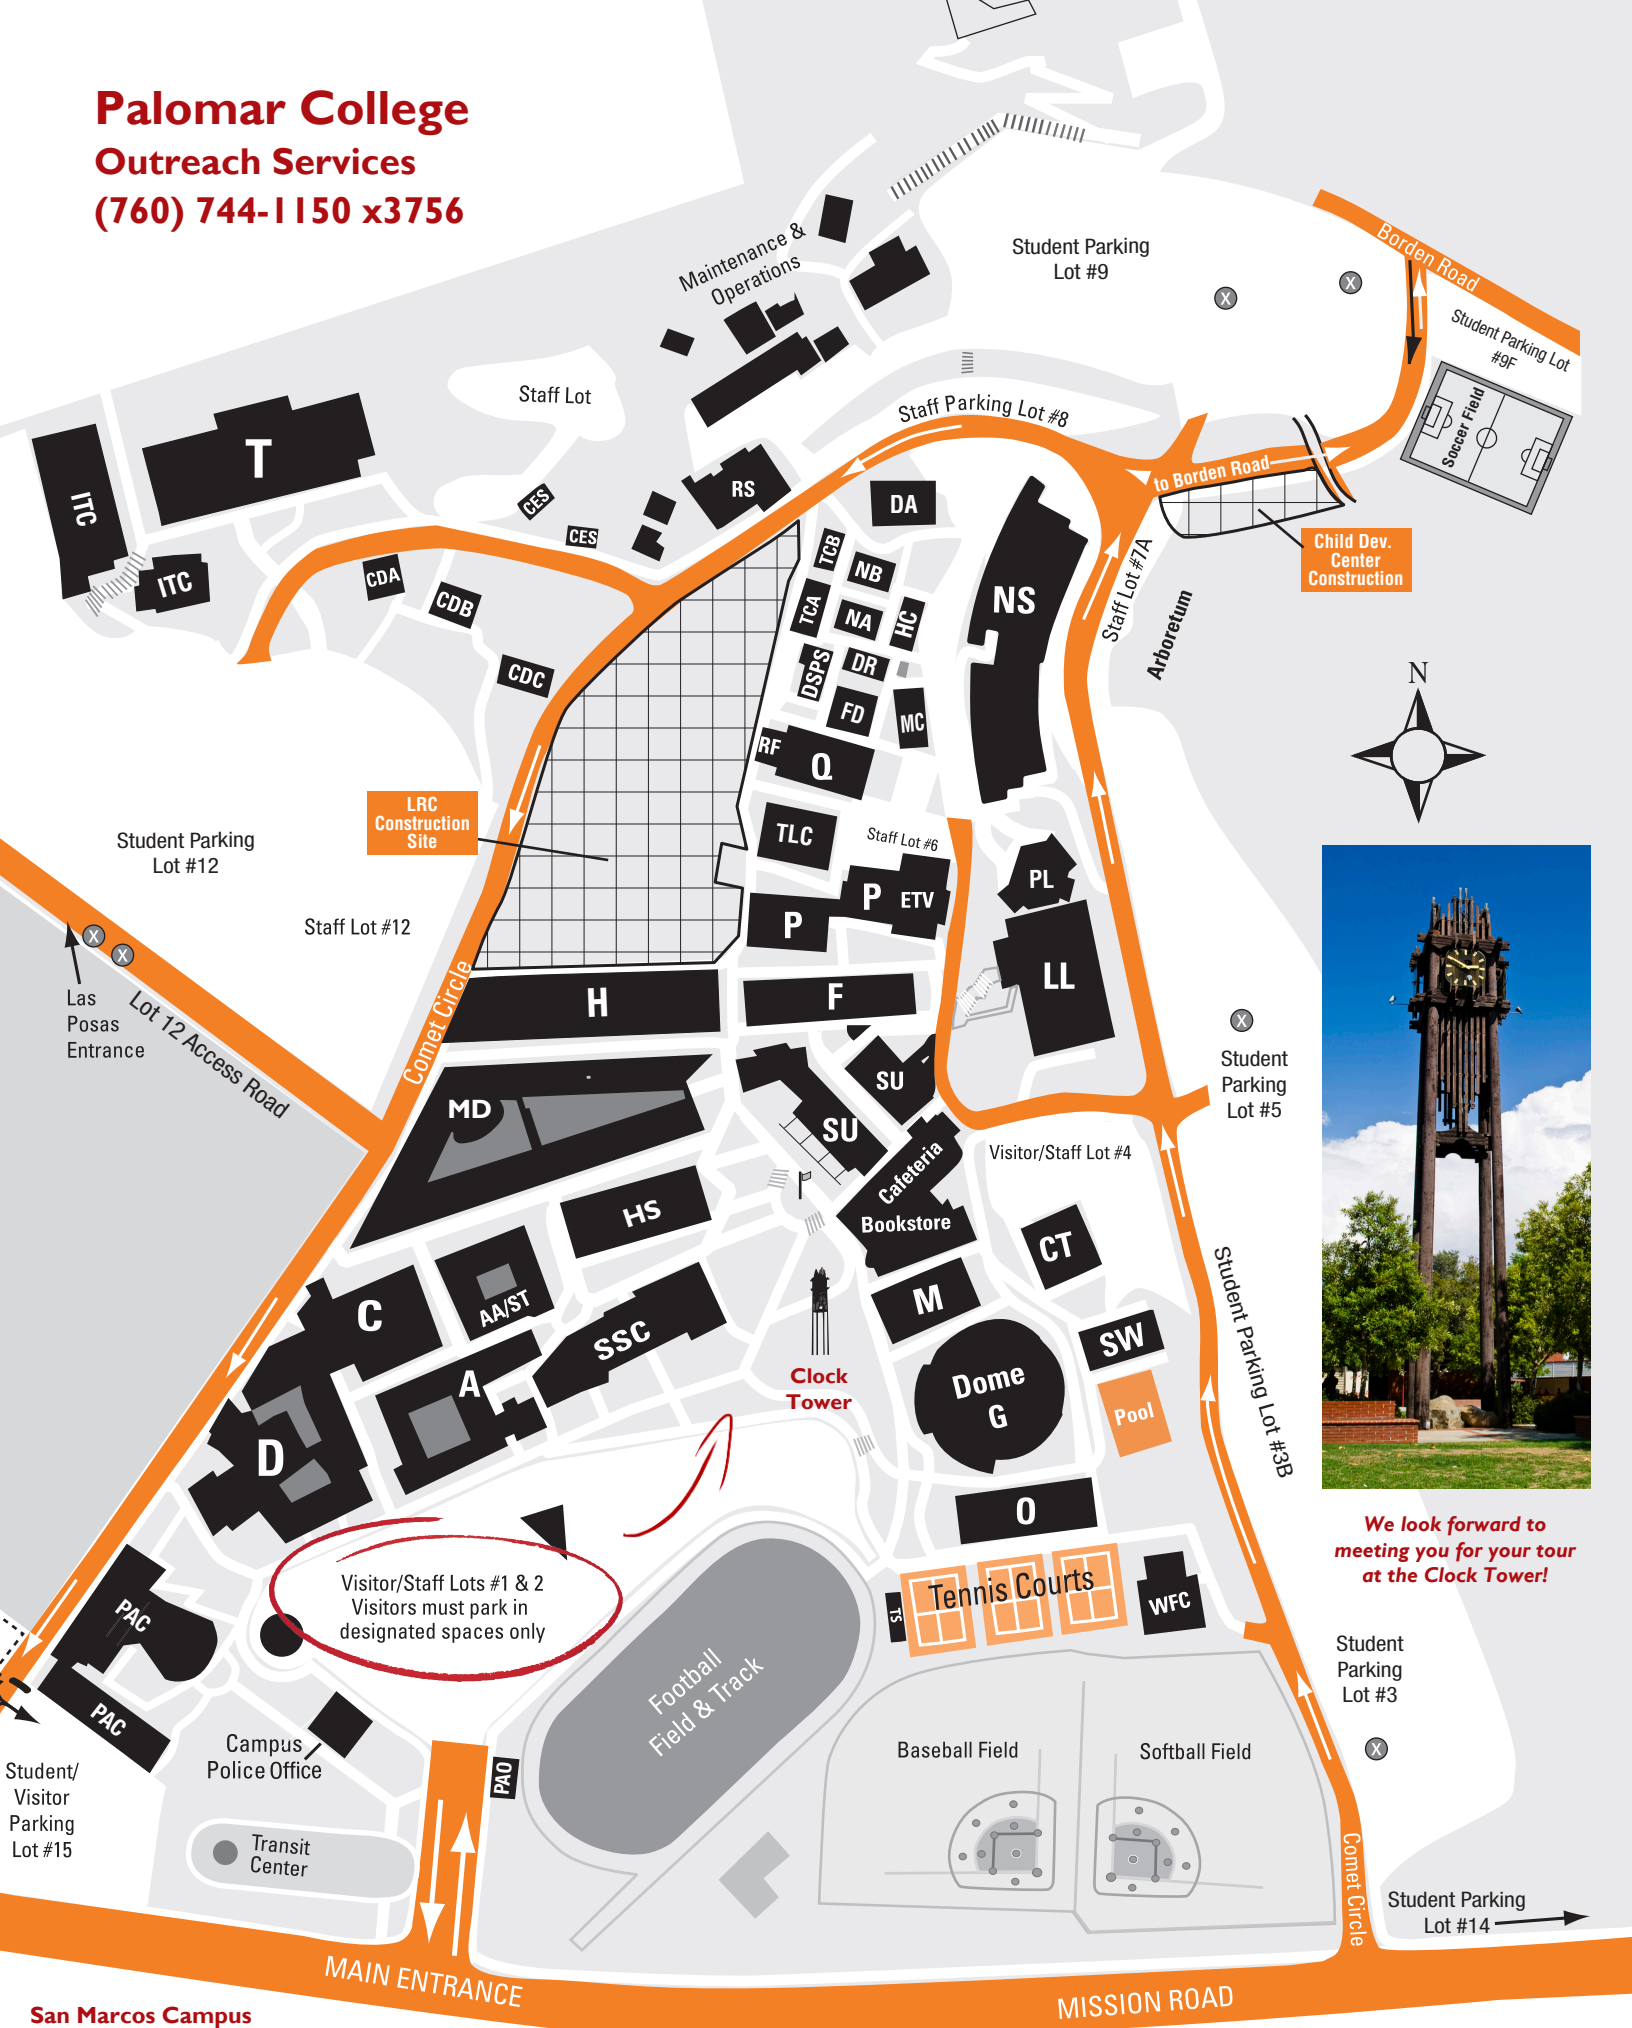 Palomar College
Outreach Services
(760) 744-1150 x3756
Maintenance &
Operations
Student Parking
Lot #9
X
X
Borden Road
Student Parking Lot
#9F
Soccer Field
Staff Lot
Staff Parking Lot #8
to Borden Road
T
ITC
ITC
CES
CES
RS
DA
CDA
CDB
CDC
TCB
NB
TCA
NA
HC
DSPS
DR
FD
MC
NS
Staff Lot #7A
Arboretum
Child Dev.
Center
Construction
N
RF
Q
LRC
Construction
Site
TLC
Staff Lot #6
Student Parking
Lot #12
Staff Lot #12
P
P
ETV
PL
LL
X
X
Las
Posas
Entrance
Lot 12 Access Road
Comet Circle
H
F
X
Student
Parking
Lot #5
MD
SU
SU
Cafeteria
Bookstore
Visitor/Staff Lot #4
HS
CT
C
AA/ST
SSC
M
SW
A
Clock
Tower
Dome
G
Pool
Student Parking Lot #3B
D
O
We look forward to
meeting you for your tour
at the Clock Tower!
Visitor/Staff Lots #1 & 2
Visitors must park in
designated spaces only
TS
Tennis Courts
WFC
PAC
PAC
Football
Field & Track
Student
Parking
Lot #3
X
Campus
Police Office
PAO
Baseball Field
Softball Field
Student/
Visitor
Parking
Lot #15
Transit
Center
Comet Circle
Student Parking
Lot #14
MAIN ENTRANCE
MISSION ROAD
San Marcos Campus